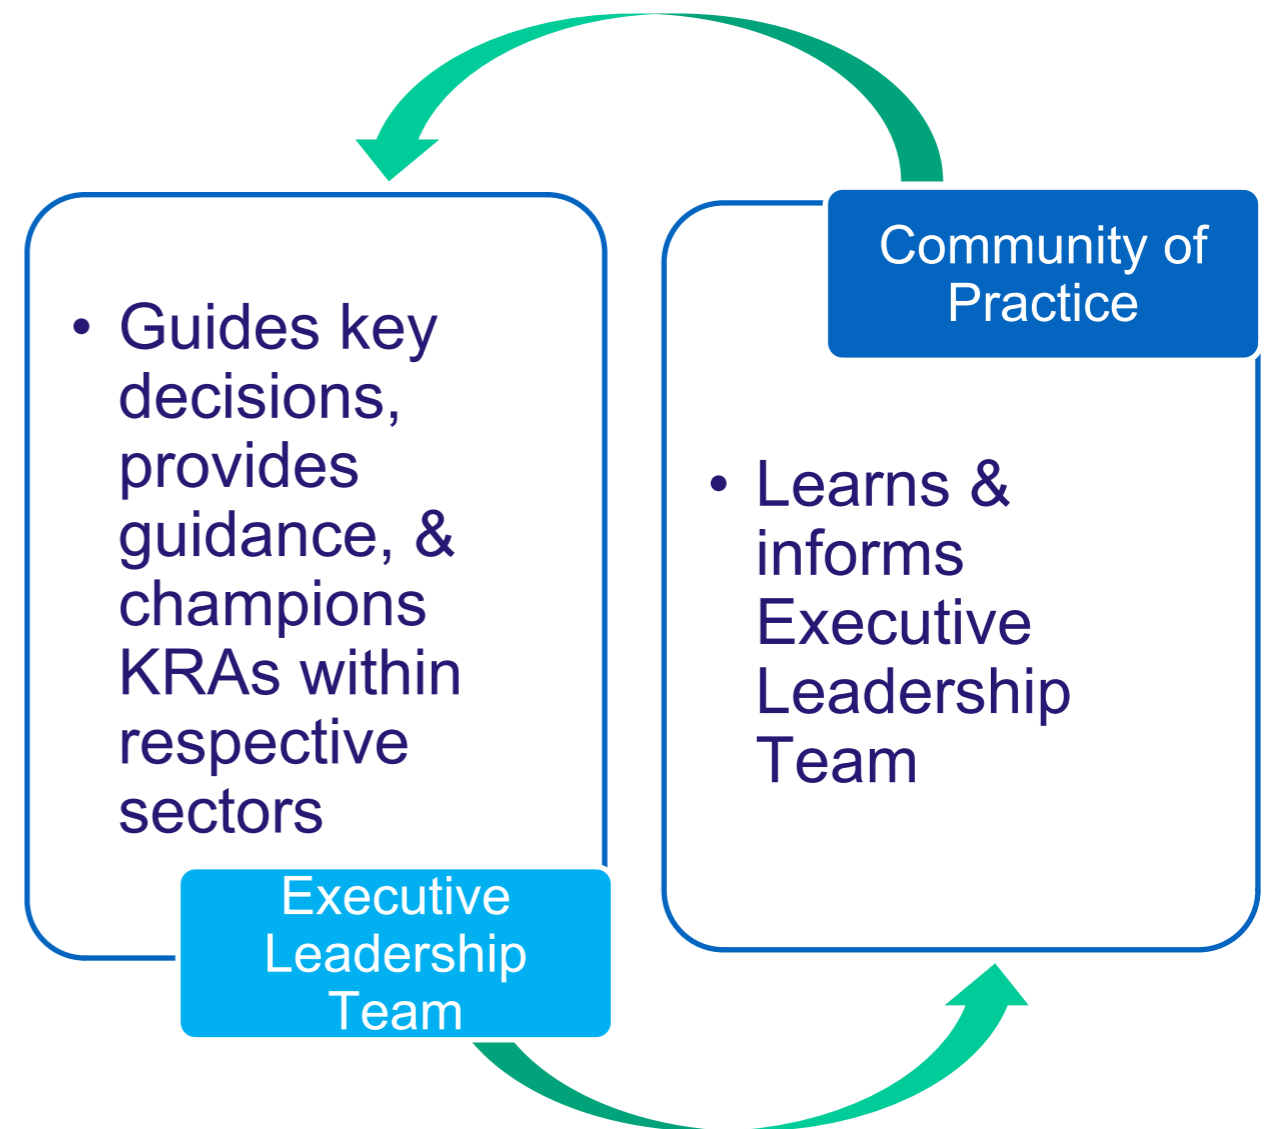 • Guides key
decisions,
provides
guidance, &
champions
KRAs within
respective
sectors
Executive
Leadership
Team
Community of
Practice
• Learns &
informs
Executive
Leadership
Team